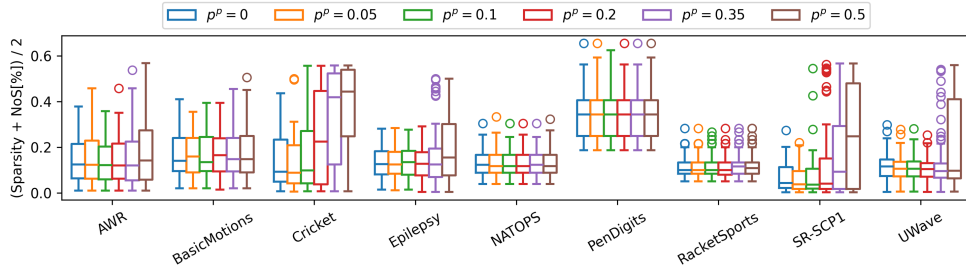 p^p = 0 p^p = 0.05 p^p = 0.1 p^p = 0.2 p^p = 0.35 p^p = 0.5
(Sparsity + NoS[%]) / 2
0.6
0.4
0.2
0.0
AWR
BasicMotions
Cricket
Epilepsy
NATOPS
PenDigits
RacketSports
SR-SCP1
UWave